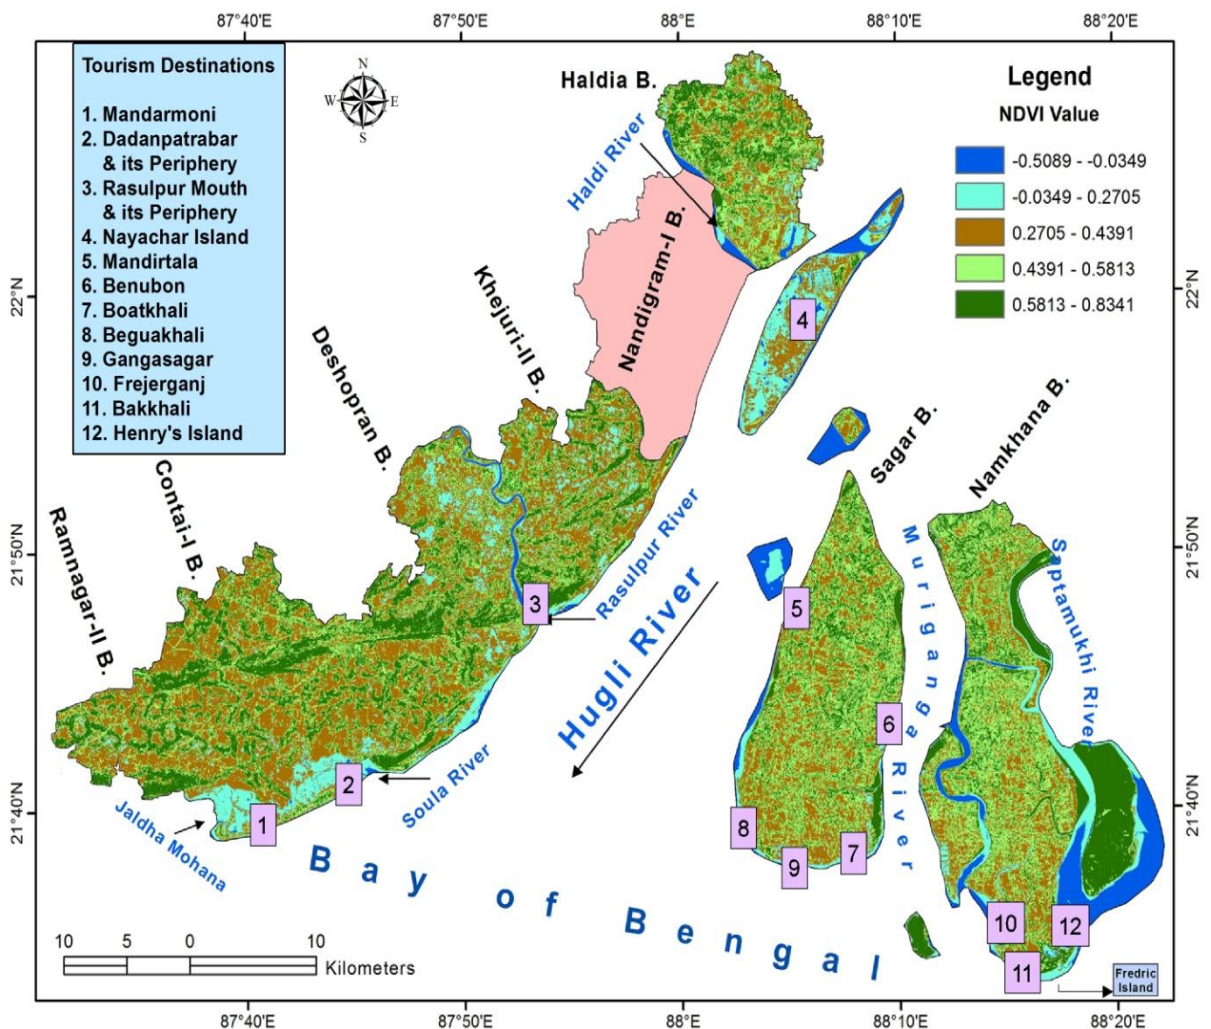 87°40'E
87°50'E
88°E
88°10'E
88°20'E
Tourism Destinations
1. Mandarmoni
2. Dadanpatrabar
& its Periphery
3. Rasulpur Mouth
& its Periphery
4. Nayachar Island
5. Mandirtala
6. Benubon
7. Boatkhali
8. Beguakhali
9. Gangasagar
10. Frejerganj
11. Bakkhali
12. Henry's Island
N
W
E
S
Haldia B.
Haldi River
Legend
NDVI Value
-0.5089 - -0.0349
-0.0349 - 0.2705
0.2705 - 0.4391
0.4391 - 0.5813
0.5813 - 0.8341
Nandigram-I B.
Khejuri-II B.
Deshopran B.
Contai-I B.
Ramnagar-II B.
Sagar B.
Namkhana B.
22°N
22°N
21°50'N
21°50'N
21°40'N
21°40'N
Rasulpur River
Hugli River
Muriganga River
Saptamukhi River
Soula River
Jaldha Mohana
Bay of Bengal
1
2
3
4
5
6
7
8
9
10
11
12
Fredric
Island
10
5
0
10
Kilometers
87°40'E
87°50'E
88°E
88°10'E
88°20'E